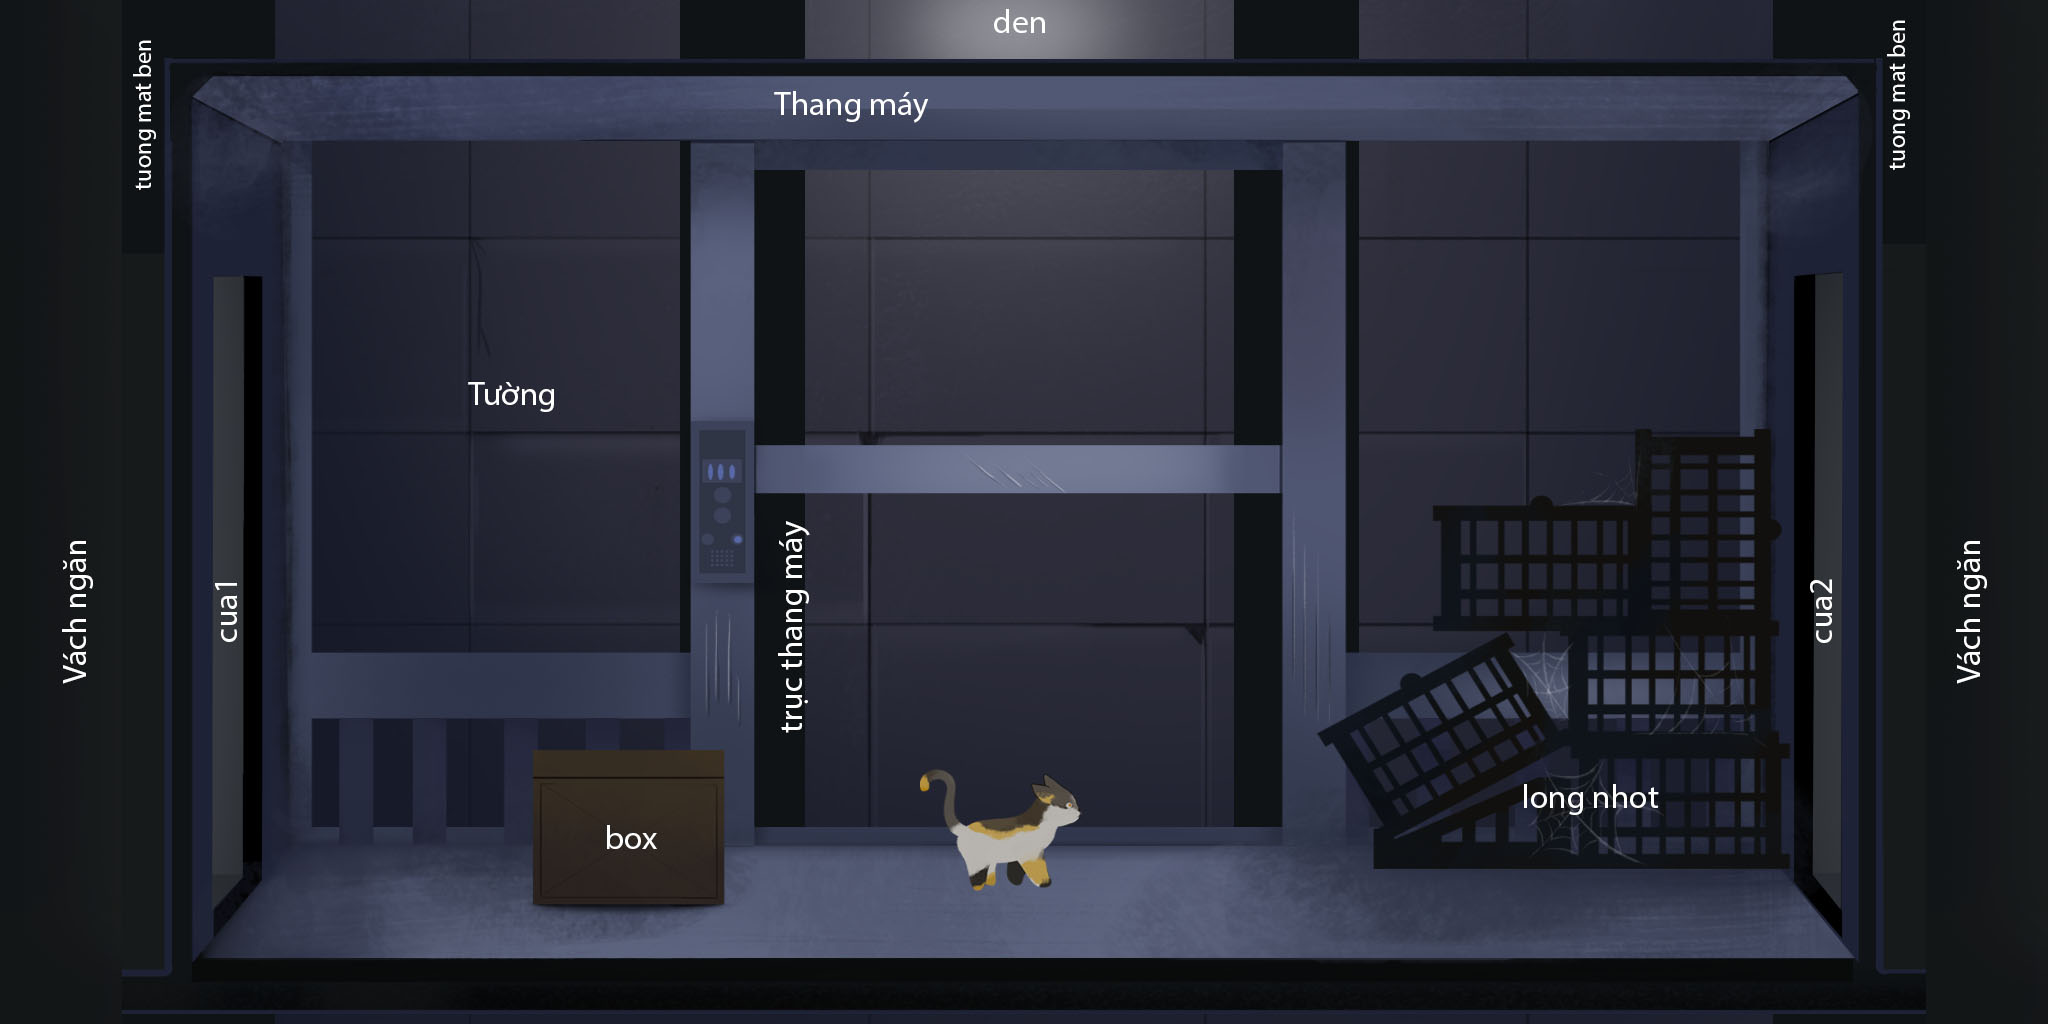 den
tuong mat ben
tuong mat ben
Thang máy
Tường
trục thang máy
Vách ngăn
cua1
cua2
Vách ngăn
long nhot
box